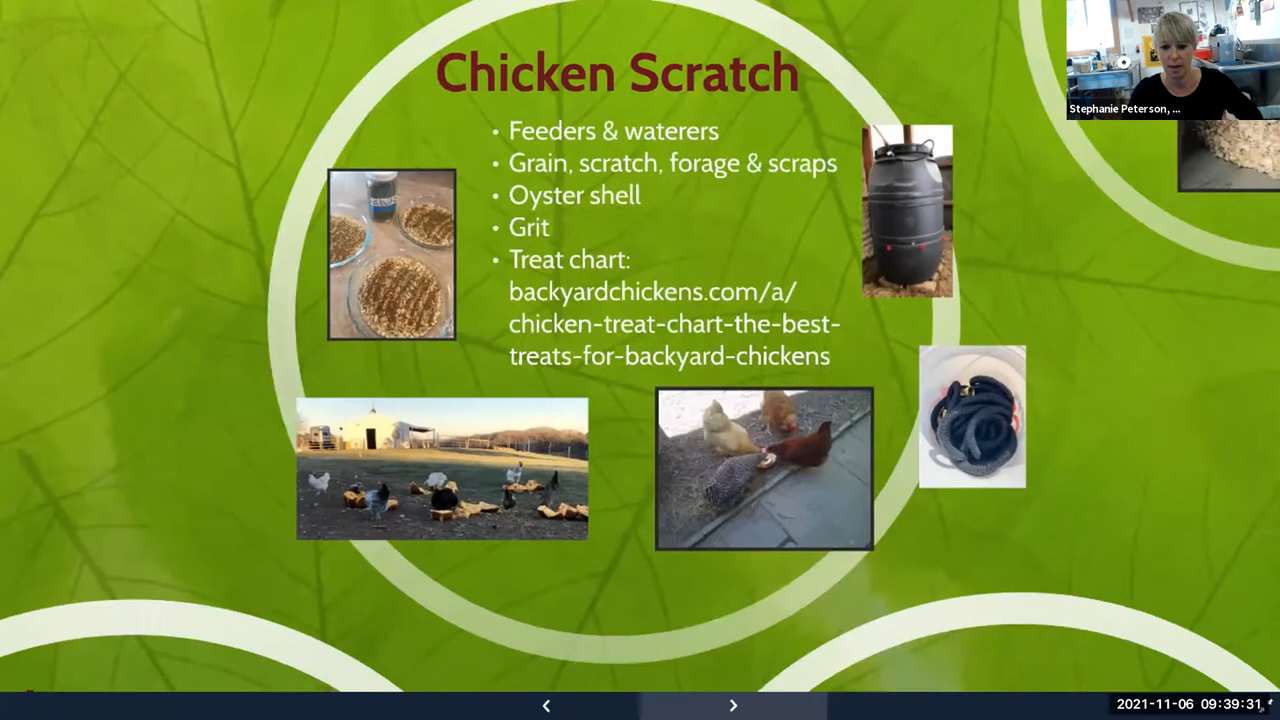 Chicken Scratch
Stephanie Peterson, ...
• Feeders & waterers
• Grain, scratch, forage & scraps
• Oyster shell
• Grit
• Treat chart:
backyardchickens.com/a/
chicken-treat-chart-the-best-
treats-for-backyard-chickens
2021-11-06 09:39:31